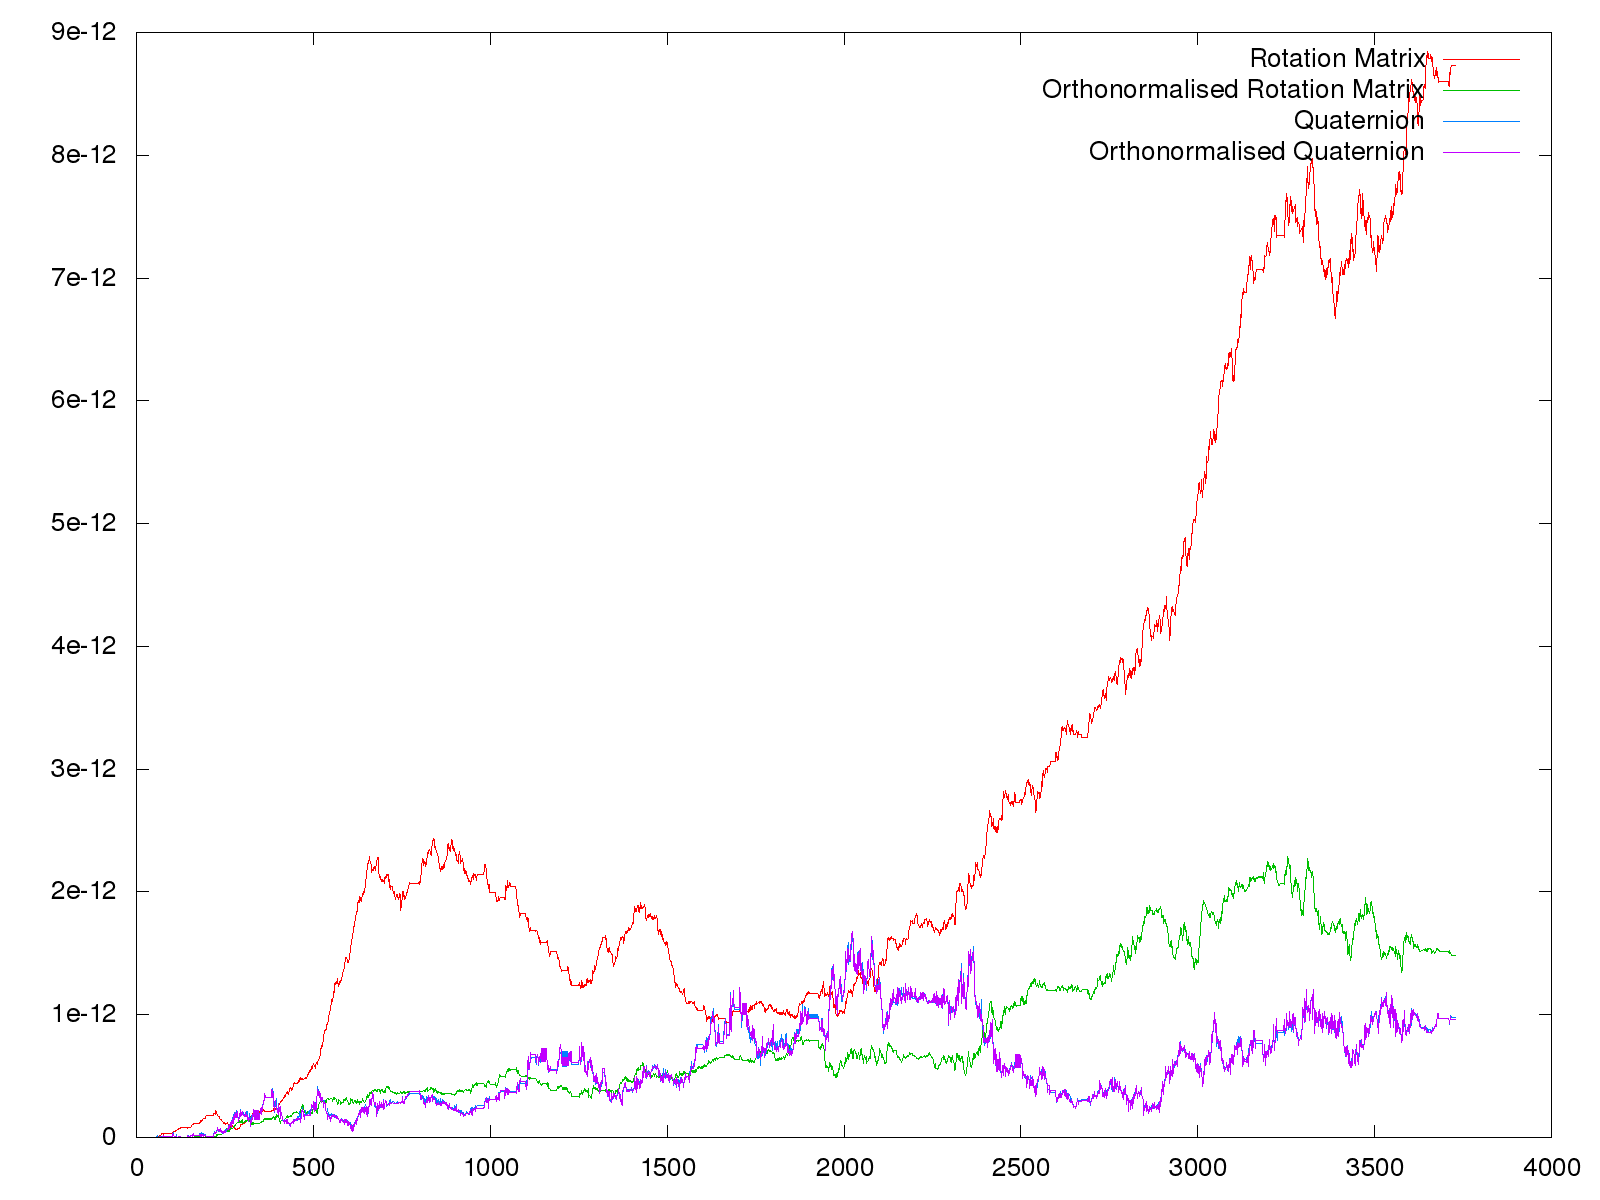 9e-12
8e-12
7e-12
6e-12
5e-12
4e-12
3e-12
2e-12
1e-12
0
Rotation Matrix
Orthonormalised Rotation Matrix
Quaternion
Orthonormalised Quaternion
0 500 1000 1500 2000 2500 3000 3500 4000